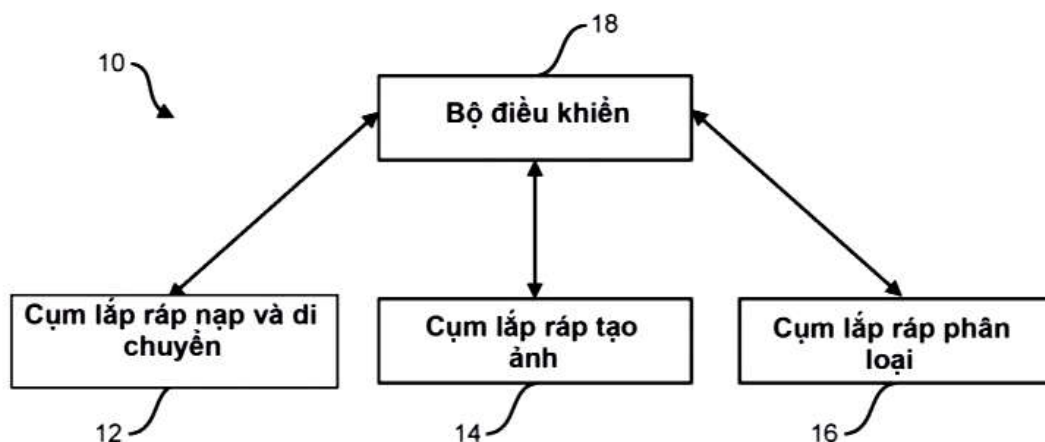 18
10
Bộ điều khiển
Cụm lắp ráp nạp và di
chuyển
Cụm lắp ráp tạo
ảnh
Cụm lắp ráp phân
loại
12
14
16